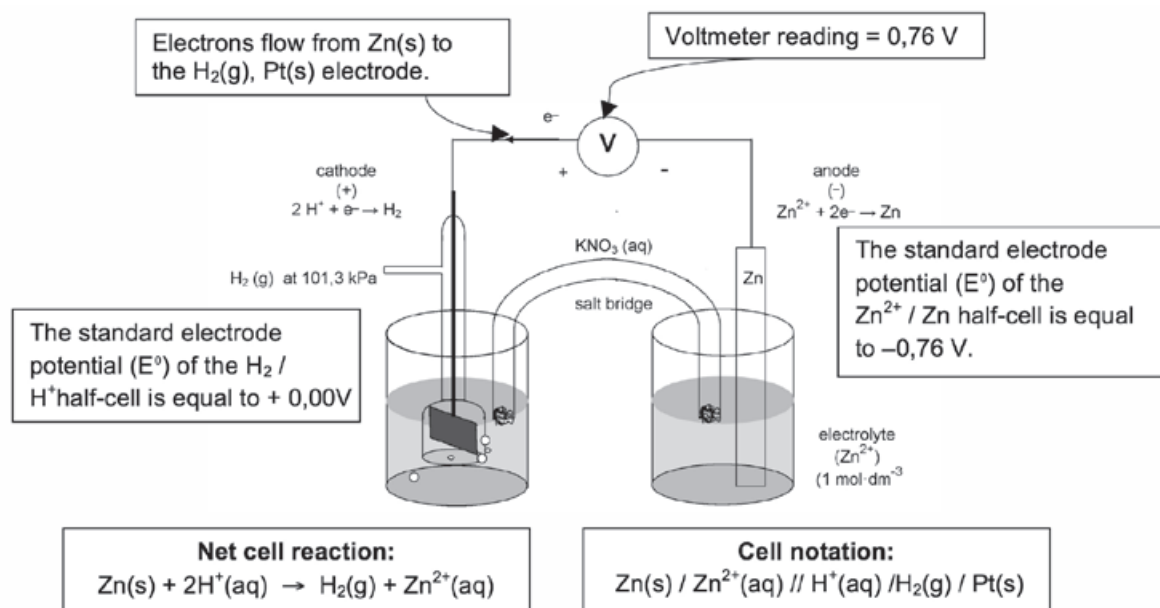 Electrons flow from Zn(s) to
the H₂(g), Pt(s) electrode.
Voltmeter reading = 0,76 V
e⁻
V
+ -
cathode
(+)
2 H⁺ + e⁻ → H₂
anode
(-)
Zn²⁺ + 2e⁻ → Zn
KNO₃ (aq)
salt bridge
H₂ (g) at 101,3 kPa
Zn
The standard electrode
potential (E⁰) of the
Zn²⁺ / Zn half-cell is equal
to –0,76 V.
The standard electrode
potential (E⁰) of the H₂ /
H⁺half-cell is equal to + 0,00V
electrolyte
(Zn²⁺)
(1 mol·dm⁻³
Net cell reaction:
Zn(s) + 2H⁺(aq) → H₂(g) + Zn²⁺(aq)
Cell notation:
Zn(s) / Zn²⁺(aq) // H⁺(aq) /H₂(g) / Pt(s)